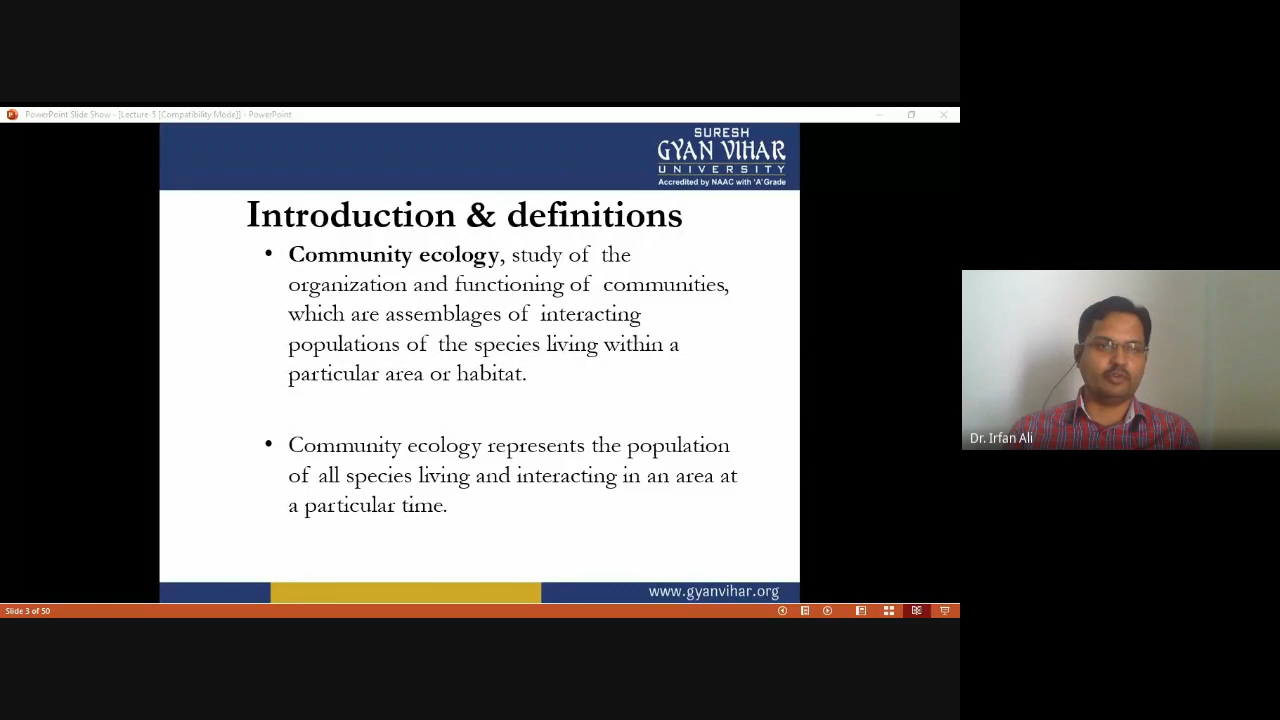 PowerPoint Slide Show - [Lecture-5 [Compatibility Mode]] - PowerPoint
SURESH
GYAN VIHAR
UNIVERSITY
Accredited by NAAC with 'A' Grade
Introduction & definitions
• Community ecology, study of the
organization and functioning of communities,
which are assemblages of interacting
populations of the species living within a
particular area or habitat.
• Community ecology represents the population
of all species living and interacting in an area at
a particular time.
Dr. Irfan Ali
www.gyanvihar.org
Slide 3 of 50